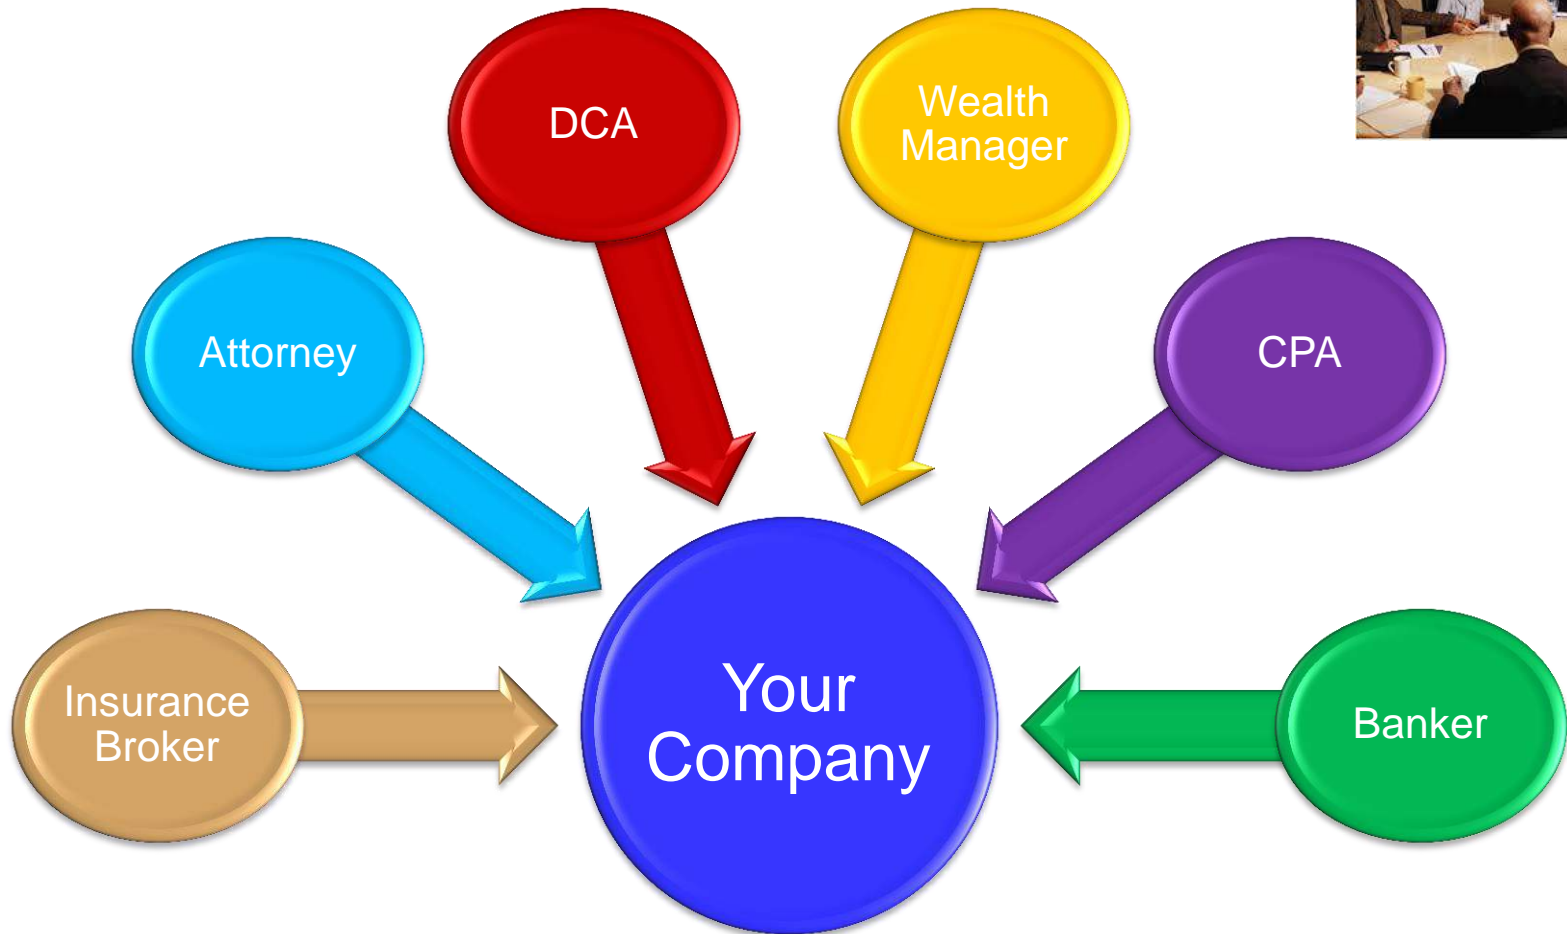 DCA
Wealth
Manager
Attorney
CPA
Insurance
Broker
Your
Company
Banker